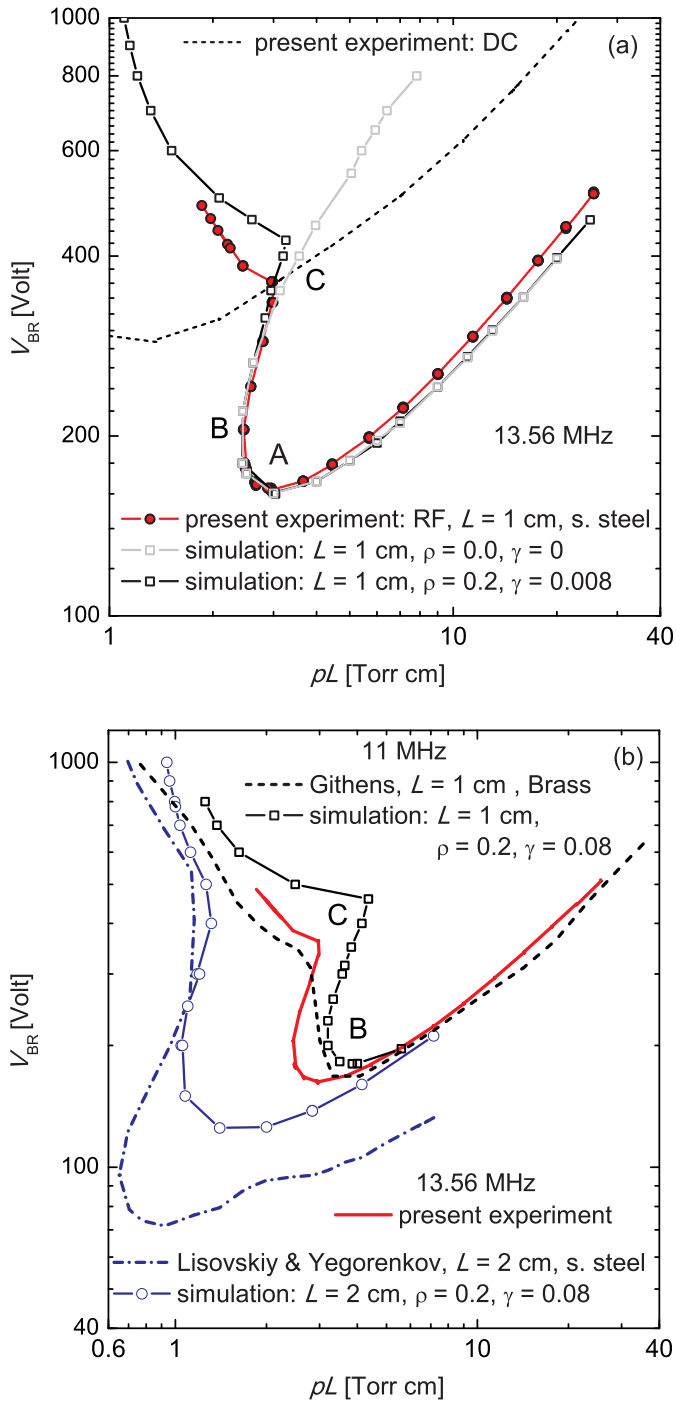 1000
800
600
400
200
100
V_BR [Volt]
present experiment: DC
(a)
C
B
A
13.56 MHz
present experiment: RF, L = 1 cm, s. steel
simulation: L = 1 cm, ρ = 0.0, γ = 0
simulation: L = 1 cm, ρ = 0.2, γ = 0.008
1
10
40
pL [Torr cm]
1000
100
40
V_BR [Volt]
11 MHz
(b)
Githens, L = 1 cm , Brass
simulation: L = 1 cm,
ρ = 0.2, γ = 0.08
C
B
13.56 MHz
present experiment
Lisovskiy & Yegorenkov, L = 2 cm, s. steel
simulation: L = 2 cm, ρ = 0.2, γ = 0.08
0.6
1
10
40
pL [Torr cm]